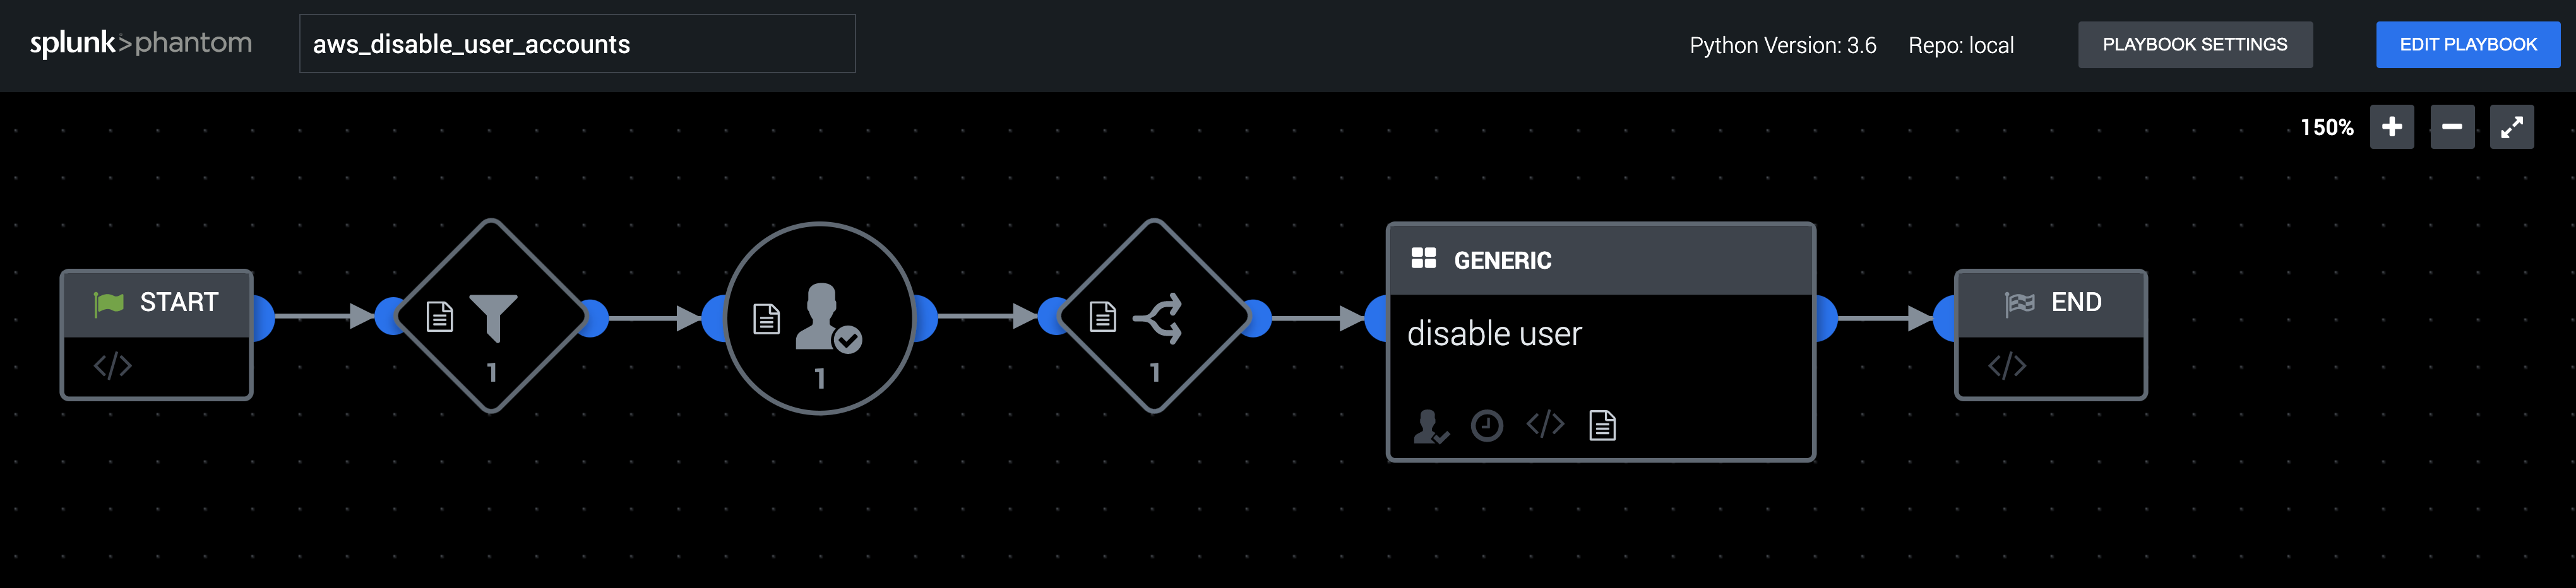 splunk>phantom
aws_disable_user_accounts
Python Version: 3.6
Repo: local
PLAYBOOK SETTINGS
EDIT PLAYBOOK
150%
START
</>
1
1
1
GENERIC
disable user
</>
END
</>